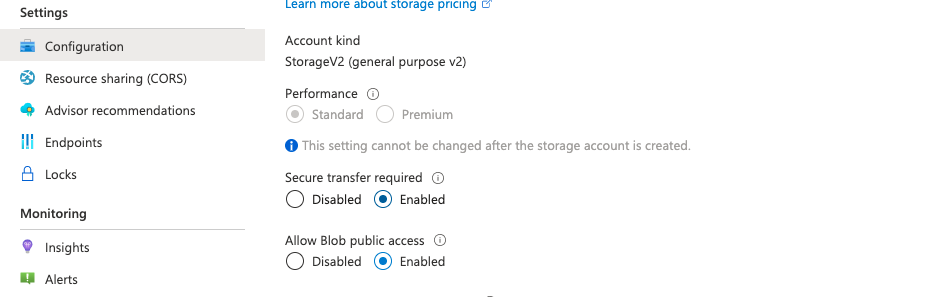 Settings
Configuration
Resource sharing (CORS)
Advisor recommendations
Endpoints
Locks
Monitoring
Insights
Alerts
Learn more about storage pricing
Account kind
StorageV2 (general purpose v2)
Performance
Standard Premium
This setting cannot be changed after the storage account is created.
Secure transfer required
Disabled Enabled
Allow Blob public access
Disabled Enabled